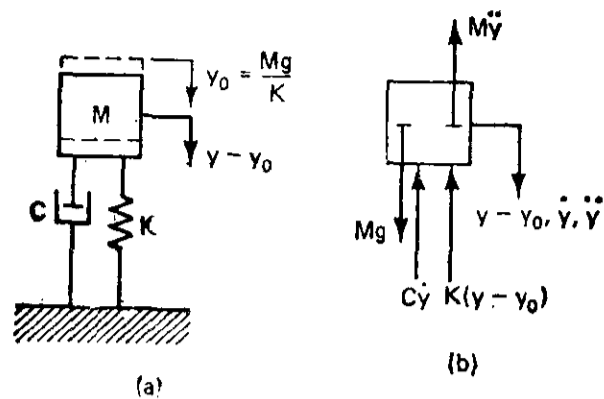 y₀ = Mg/K
M
y − y₀
C
K
(a)
Mÿ
Mg
y − y₀, ẏ, ÿ
Cẏ K(y − y₀)
(b)